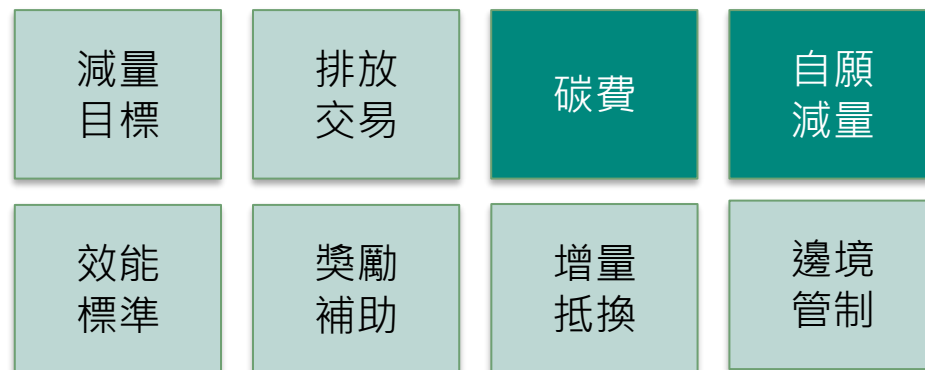 減量
目標
排放
交易
碳費
自願
減量
效能
標準
獎勵
補助
增量
抵換
邊境
管制